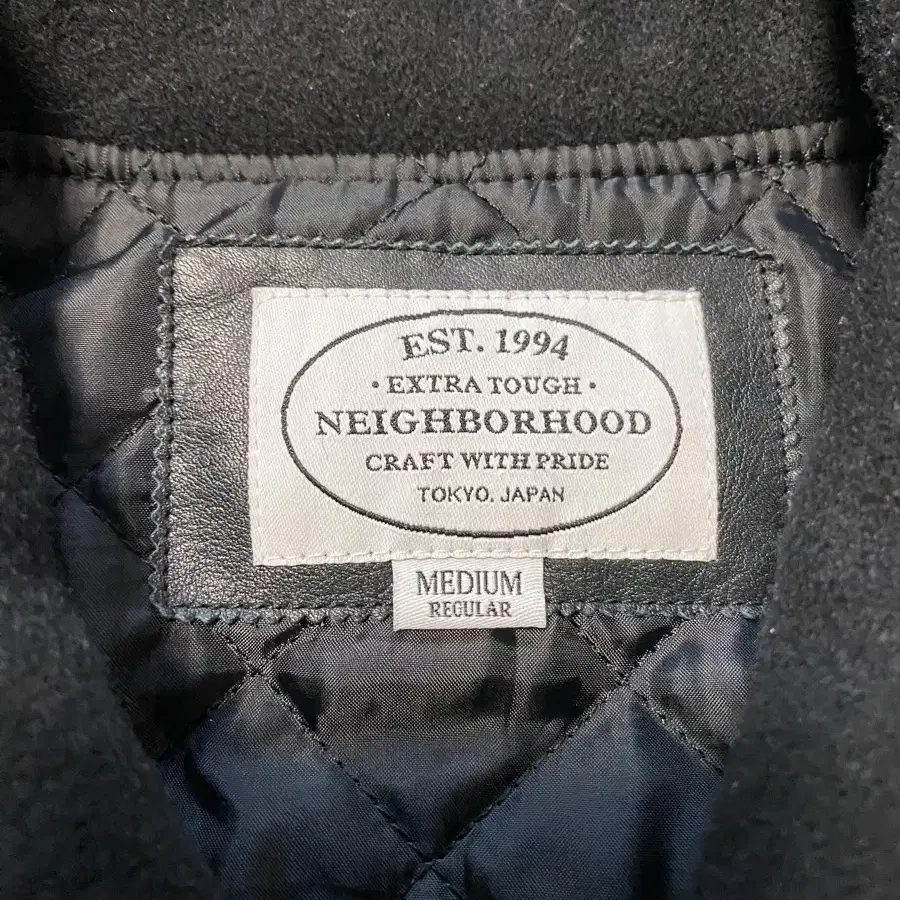 EST. 1994
· EXTRA TOUGH ·
NEIGHBORHOOD
CRAFT WITH PRIDE
TOKYO, JAPAN
MEDIUM
REGULAR